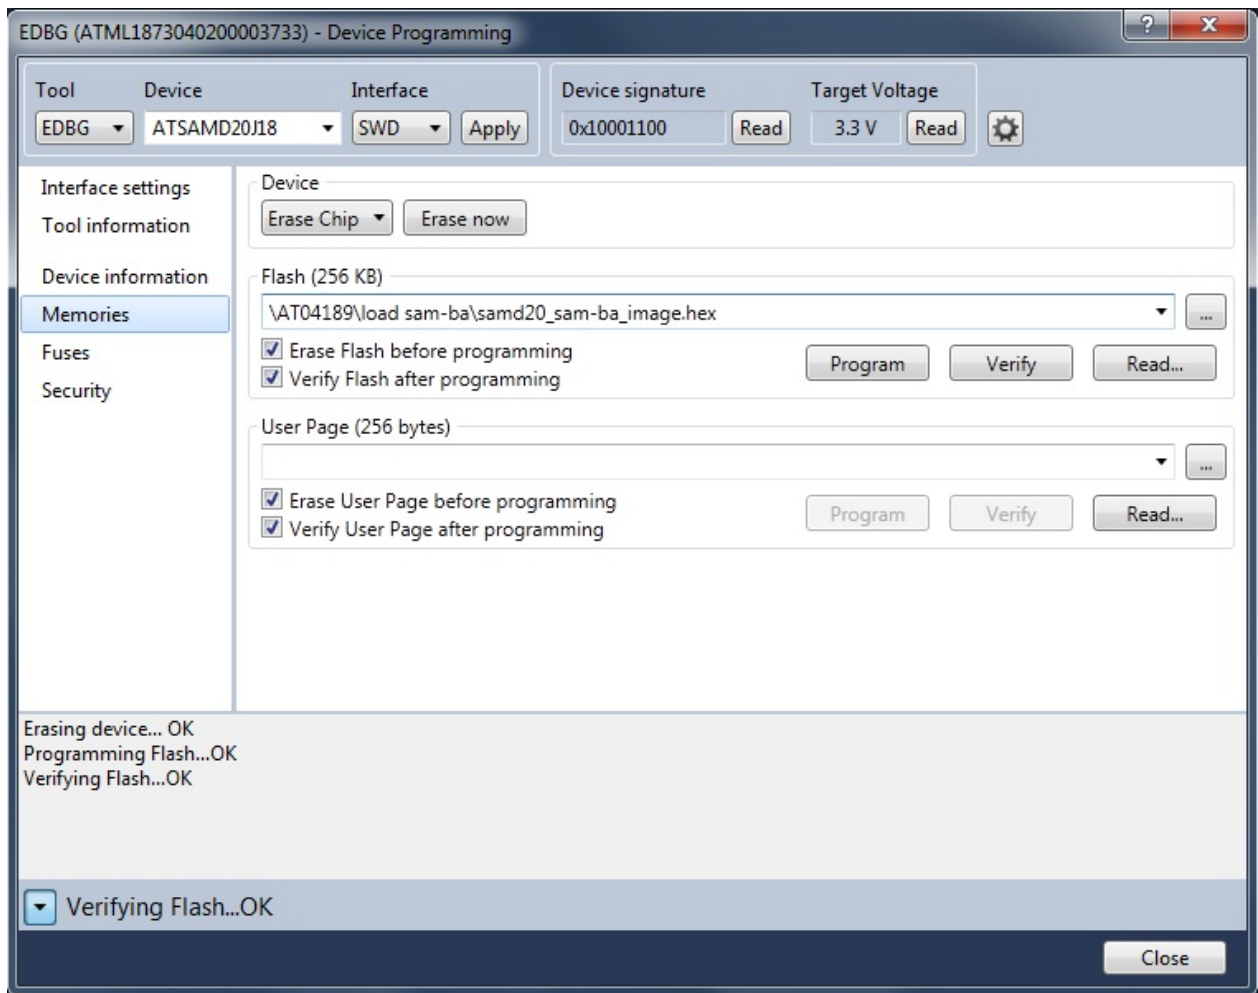 EDBG (ATML1873040200003733) - Device Programming
?
Tool Device Interface Device signature Target Voltage
EDBG ATSAMD20J18 SWD Apply 0x10001100 Read 3.3 V Read
Interface settings
Tool information
Device information
Memories
Fuses
Security
Device
Erase Chip Erase now
Flash (256 KB)
\AT04189\load sam-ba\samd20_sam-ba_image.hex ...
Erase Flash before programming
Verify Flash after programming
Program Verify Read...
User Page (256 bytes)
...
Erase User Page before programming
Verify User Page after programming
Program Verify Read...
Erasing device... OK
Programming Flash...OK
Verifying Flash...OK
Verifying Flash...OK
Close